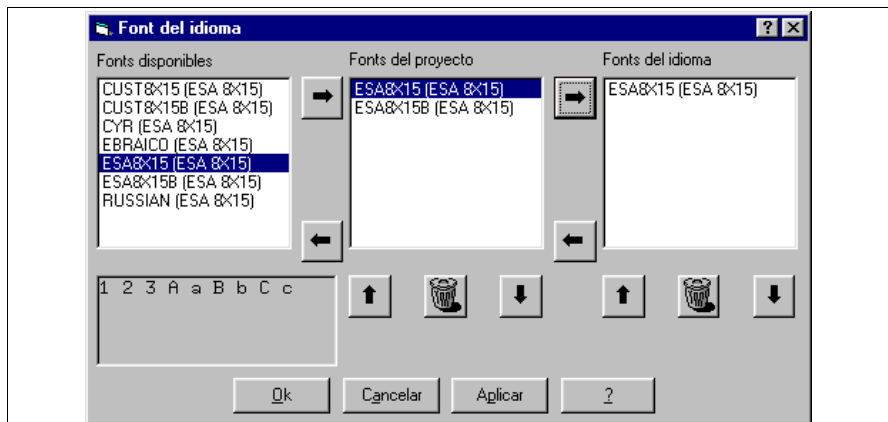 Font del idioma
Fonts disponibles
CUST8X15 (ESA 8X15)
CUST8X15B (ESA 8X15)
CYR (ESA 8X15)
EBRAICO (ESA 8X15)
ESA8X15 (ESA 8X15)
ESA8X15B (ESA 8X15)
RUSSIAN (ESA 8X15)
Fonts del proyecto
ESA8X15 (ESA 8X15)
ESA8X15B (ESA 8X15)
Fonts del idioma
ESA8X15 (ESA 8X15)
1 2 3 A a B b C c
Ok Cancelar Aplicar ?